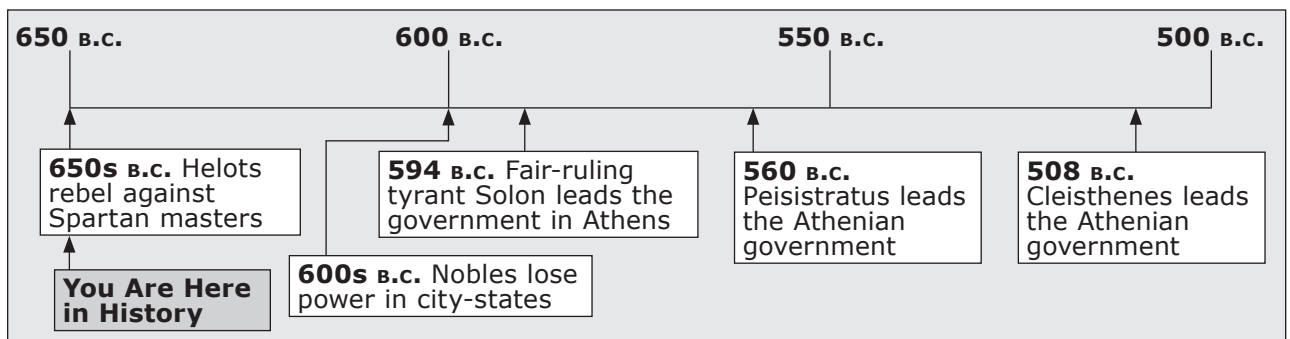 650 B.C. 600 B.C. 550 B.C. 500 B.C.
650s B.C. Helots
rebel against
Spartan masters
You Are Here
in History
600s B.C. Nobles lose
power in city-states
594 B.C. Fair-ruling
tyrant Solon leads the
government in Athens
560 B.C.
Peisistratus leads
the Athenian
government
508 B.C.
Cleisthenes leads
the Athenian
government